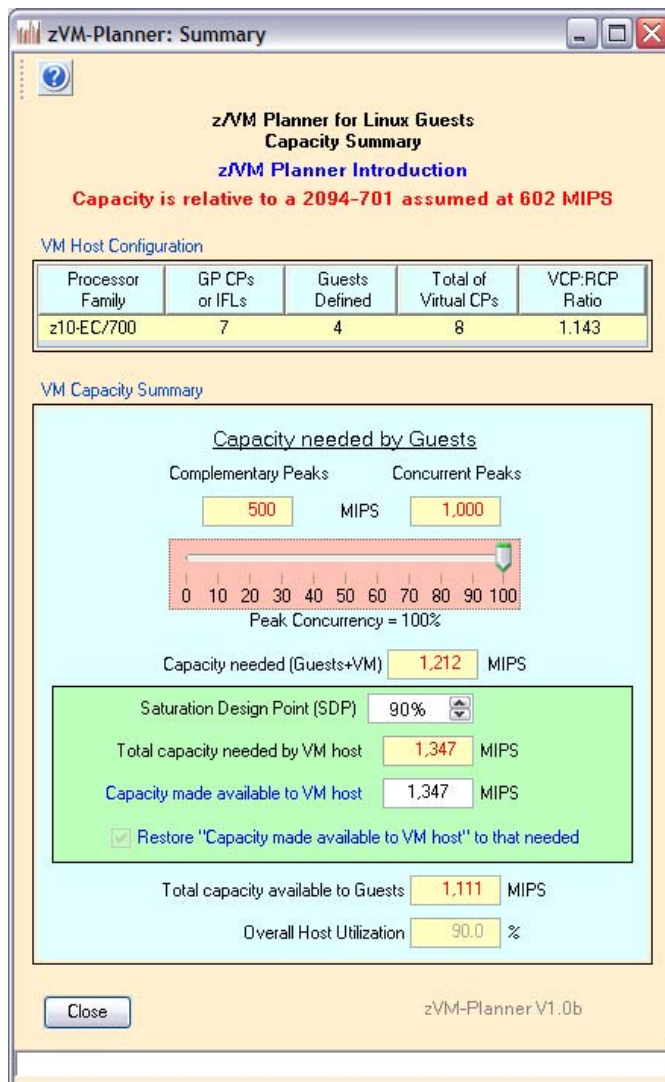 zVM-Planner: Summary
z/VM Planner for Linux Guests
Capacity Summary
z/VM Planner Introduction
Capacity is relative to a 2094-701 assumed at 602 MIPS
VM Host Configuration
Processor Family GP CPs or IFLs Guests Defined Total of Virtual CPs VCP:RCP Ratio
z10-EC/700 7 4 8 1.143
VM Capacity Summary
Capacity needed by Guests
Complementary Peaks Concurrent Peaks
500 MIPS 1,000
0 10 20 30 40 50 60 70 80 90 100
Peak Concurrency = 100%
Capacity needed (Guests+VM) 1,212 MIPS
Saturation Design Point (SDP) 90%
Total capacity needed by VM host 1,347 MIPS
Capacity made available to VM host 1,347 MIPS
Restore "Capacity made available to VM host" to that needed
Total capacity available to Guests 1,111 MIPS
Overall Host Utilization 90.0 %
Close zVM-Planner V1.0b